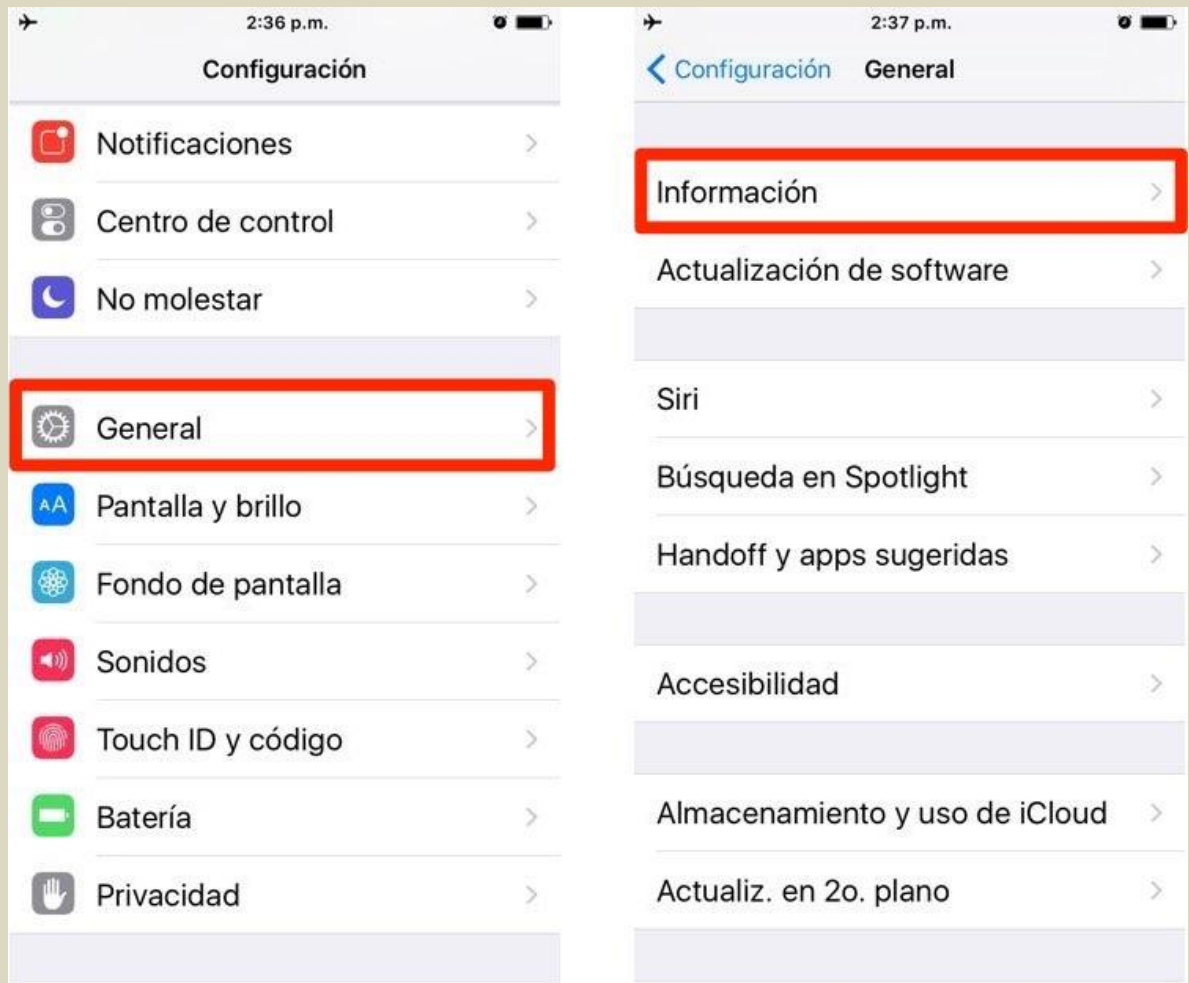 2:36 p.m.
Configuración
Notificaciones
Centro de control
No molestar
General
AA Pantalla y brillo
Fondo de pantalla
Sonidos
Touch ID y código
Batería
Privacidad
2:37 p.m.
Configuración General
Información
Actualización de software
Siri
Búsqueda en Spotlight
Handoff y apps sugeridas
Accesibilidad
Almacenamiento y uso de iCloud
Actualiz. en 2o. plano